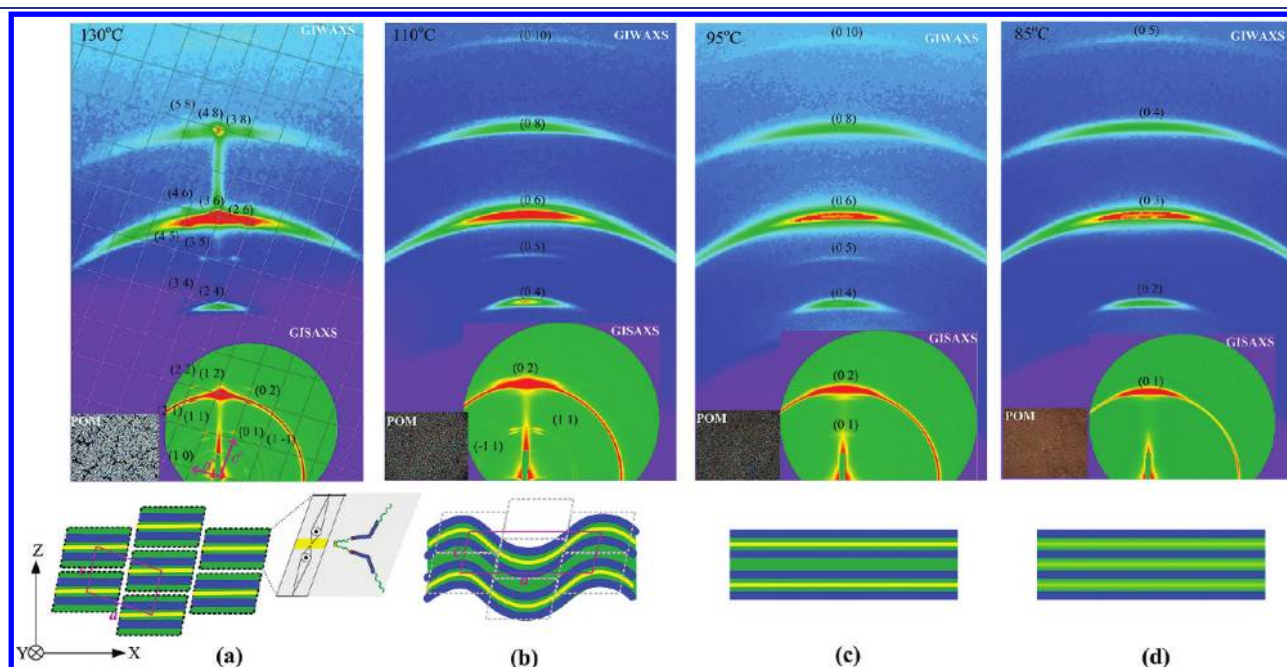 130°C
GIWAXS
(5 8)
(4 8)
(3 8)
(4 6)
(3 6)
(2 6)
(4 5)
(3 5)
(3 4)
(2 4)
GISAXS
(2 2)
(1 2)
(0 2)
(1 1)
(0 1)
(1 -1)
(1 0)
POM
110°C
GIWAXS
(0 10)
(0 8)
(0 6)
(0 5)
(0 4)
GISAXS
(0 2)
(1 1)
(-1 1)
POM
95°C
GIWAXS
(0 10)
(0 8)
(0 6)
(0 5)
(0 4)
GISAXS
(0 2)
(0 1)
POM
85°C
GIWAXS
(0 5)
(0 4)
(0 3)
(0 2)
GISAXS
(0 1)
POM
Z
Y
X
a
a
(a)
(b)
(c)
(d)